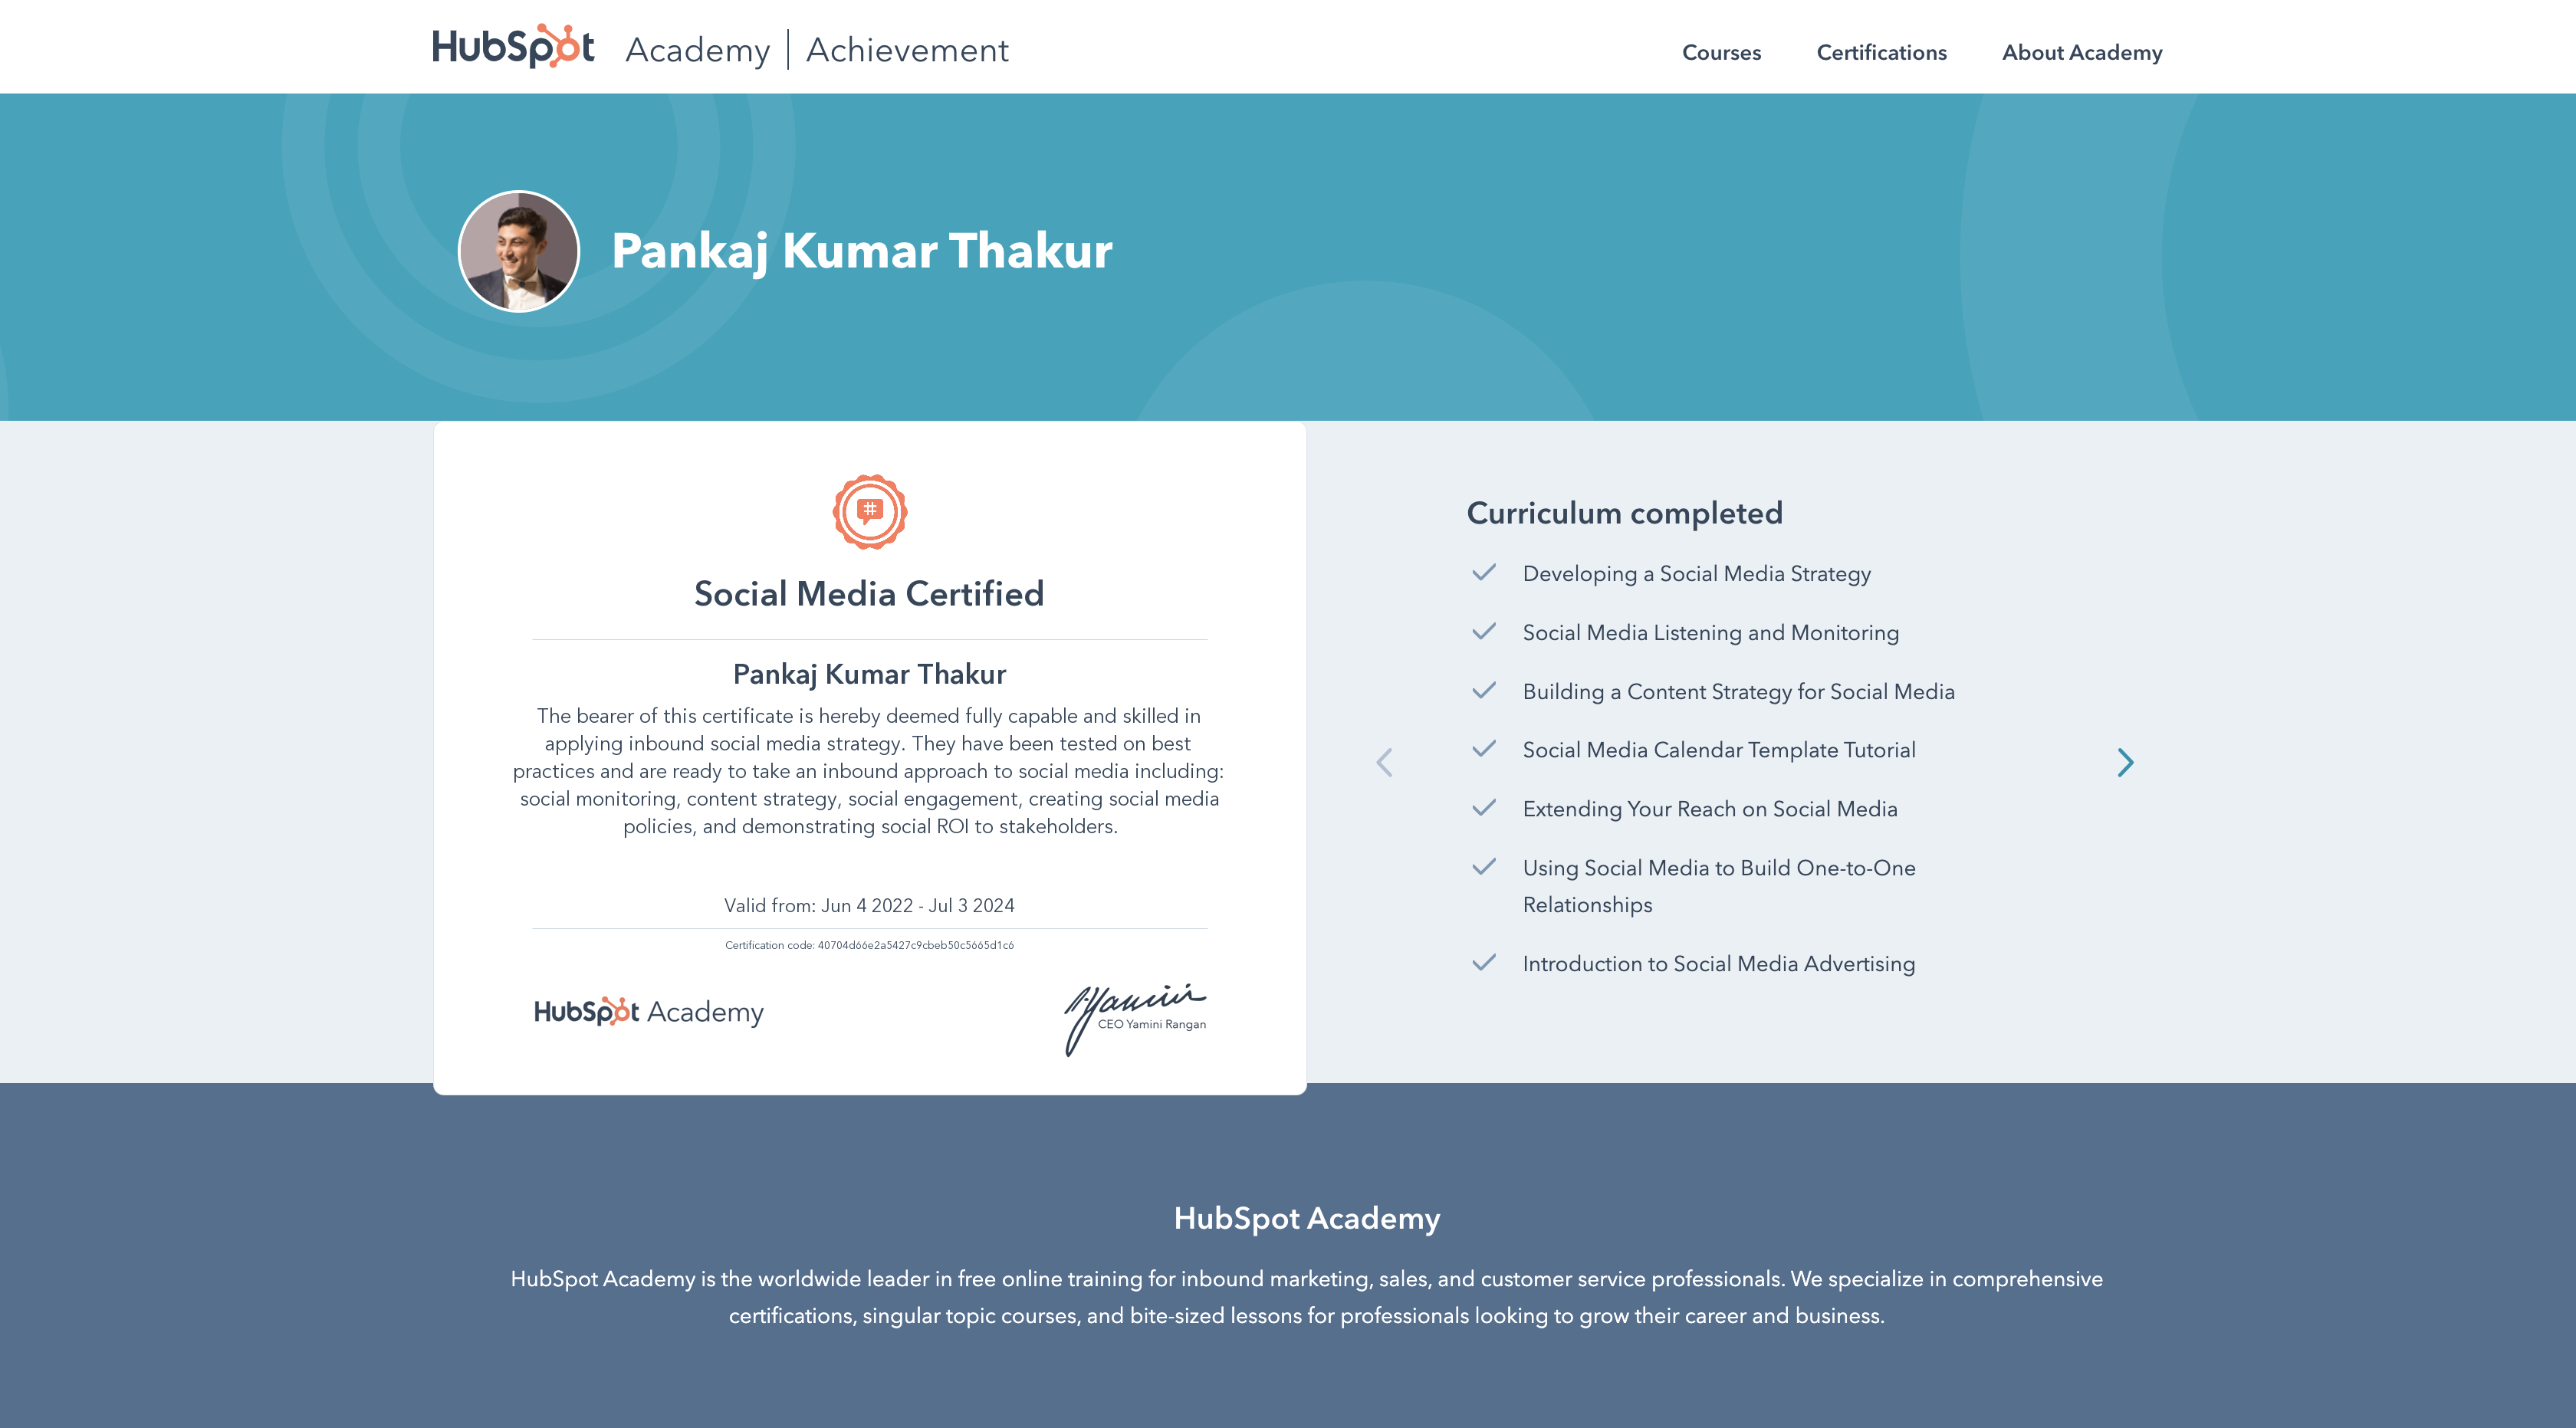 HubSpot Academy | Achievement
Courses
Certifications
About Academy
Pankaj Kumar Thakur
Social Media Certified
Pankaj Kumar Thakur
The bearer of this certificate is hereby deemed fully capable and skilled in
applying inbound social media strategy. They have been tested on best
practices and are ready to take an inbound approach to social media including:
social monitoring, content strategy, social engagement, creating social media
policies, and demonstrating social ROI to stakeholders.
Valid from: Jun 4 2022 - Jul 3 2024
Certification code: 40704d66e2a5427c9cbeb50c5665d1c6
HubSpot Academy
CEO Yamini Rangan
Curriculum completed
Developing a Social Media Strategy
Social Media Listening and Monitoring
Building a Content Strategy for Social Media
Social Media Calendar Template Tutorial
Extending Your Reach on Social Media
Using Social Media to Build One-to-One
Relationships
Introduction to Social Media Advertising
HubSpot Academy
HubSpot Academy is the worldwide leader in free online training for inbound marketing, sales, and customer service professionals. We specialize in comprehensive
certifications, singular topic courses, and bite-sized lessons for professionals looking to grow their career and business.